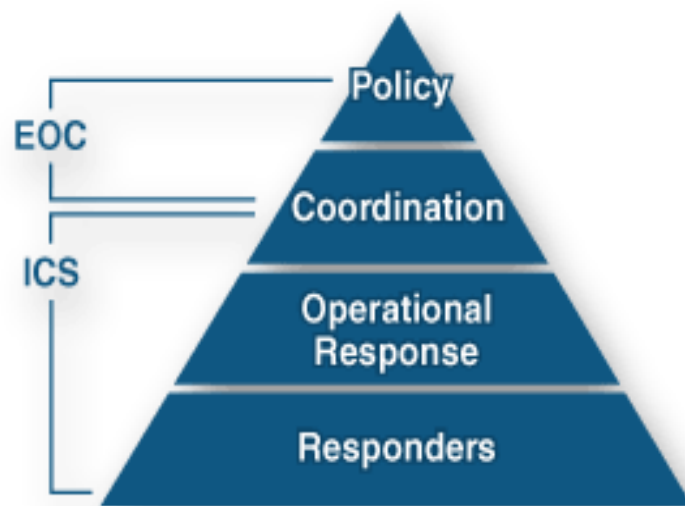 Policy
EOC
Coordination
ICS
Operational
Response
Responders